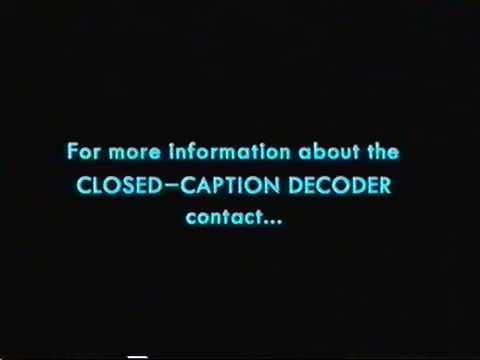 For more information about the
CLOSED–CAPTION DECODER
contact...